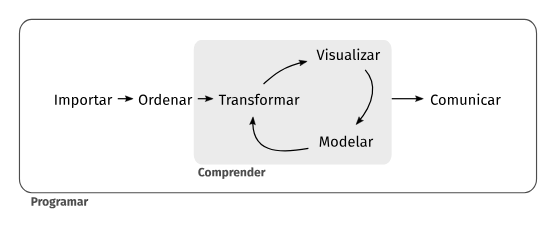 Visualizar
Importar Ordenar Transformar Comunicar
Modelar
Comprender
Programar